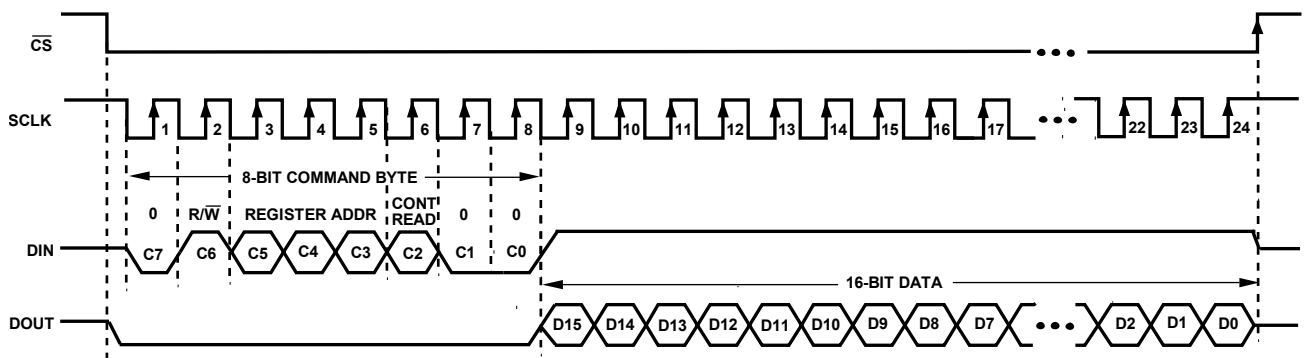 CS
SCLK
1 2 3 4 5 6 7 8 9 10 11 12 13 14 15 16 17 22 23 24
8-BIT COMMAND BYTE
0 R/W REGISTER ADDR CONT READ 0 0
DIN
C7 C6 C5 C4 C3 C2 C1 C0
16-BIT DATA
DOUT
D15 D14 D13 D12 D11 D10 D9 D8 D7 D2 D1 D0